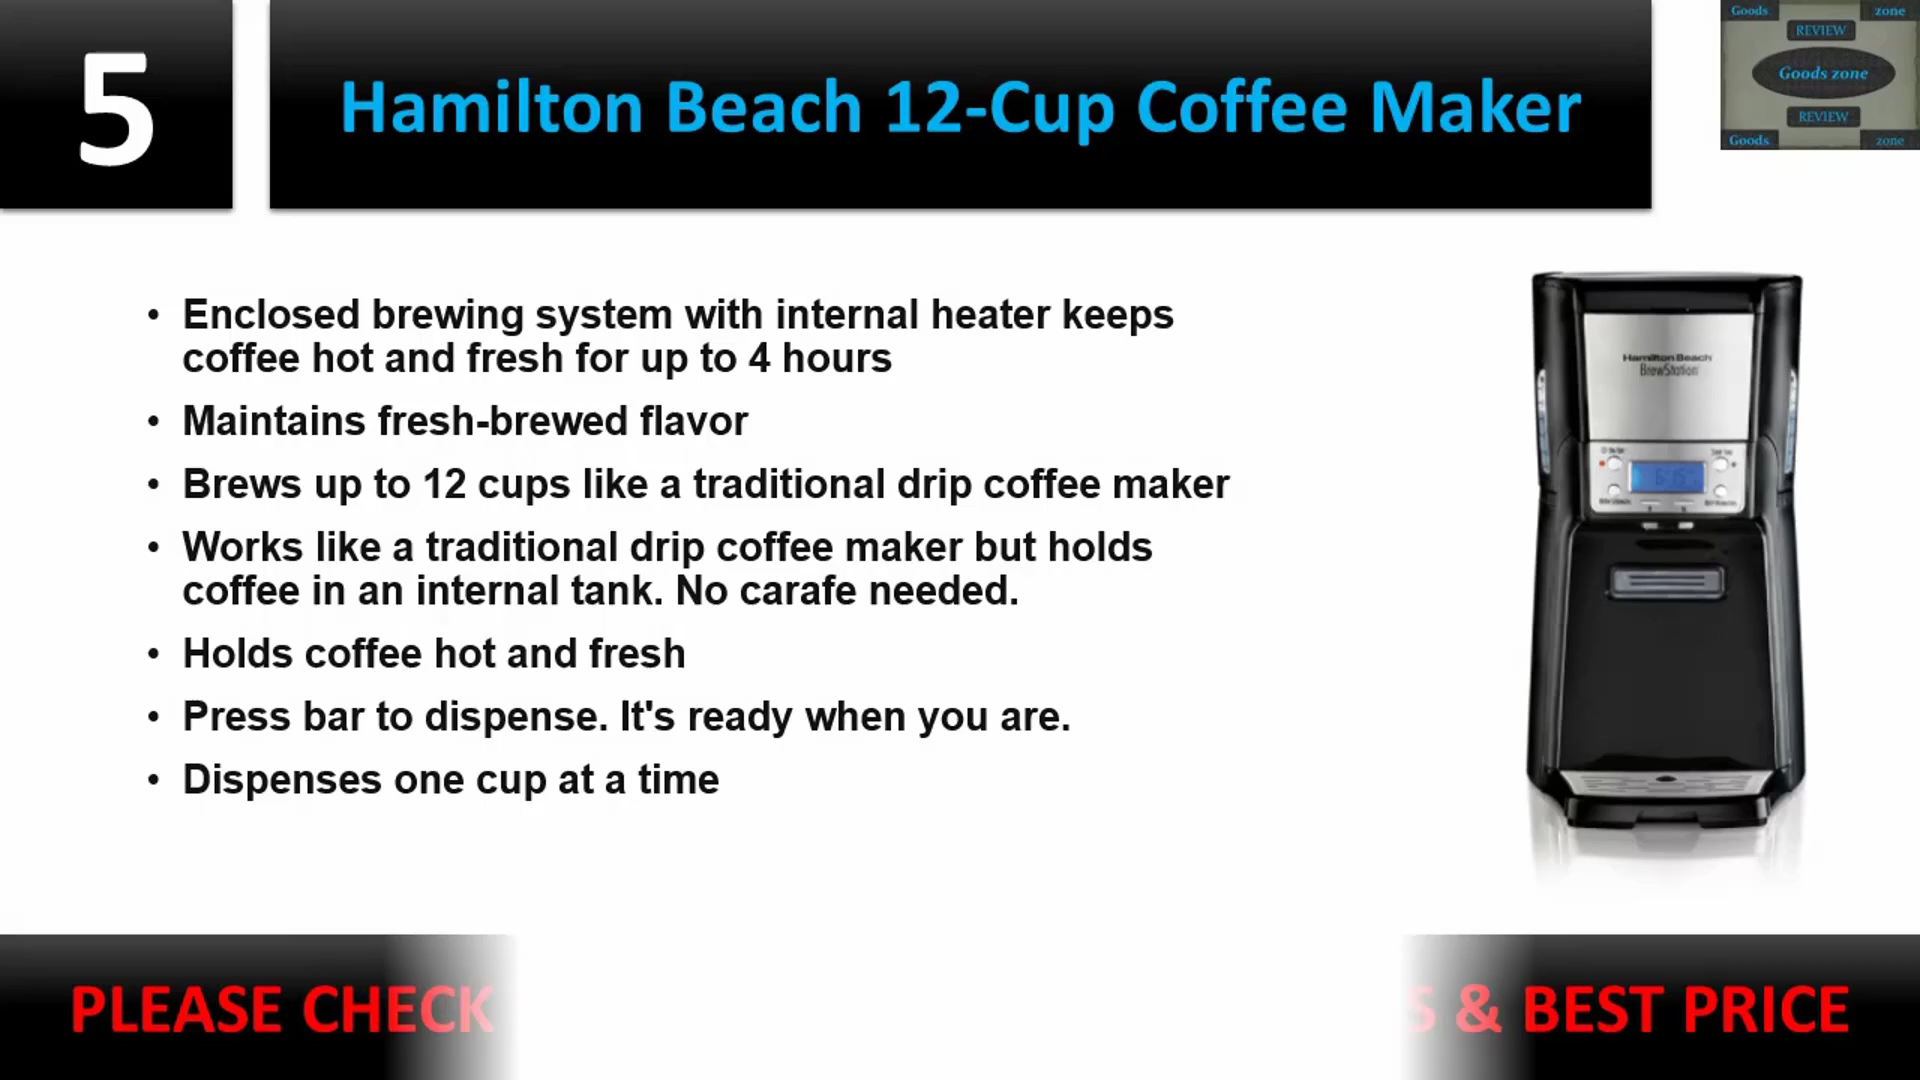 5
Hamilton Beach 12-Cup Coffee Maker
Goods zone
REVIEW
Goods zone
REVIEW
Goods zone
• Enclosed brewing system with internal heater keeps
coffee hot and fresh for up to 4 hours
• Maintains fresh-brewed flavor
• Brews up to 12 cups like a traditional drip coffee maker
• Works like a traditional drip coffee maker but holds
coffee in an internal tank. No carafe needed.
• Holds coffee hot and fresh
• Press bar to dispense. It's ready when you are.
• Dispenses one cup at a time
Hamilton Beach
BrewStation
PLEASE CHECK
S & BEST PRICE